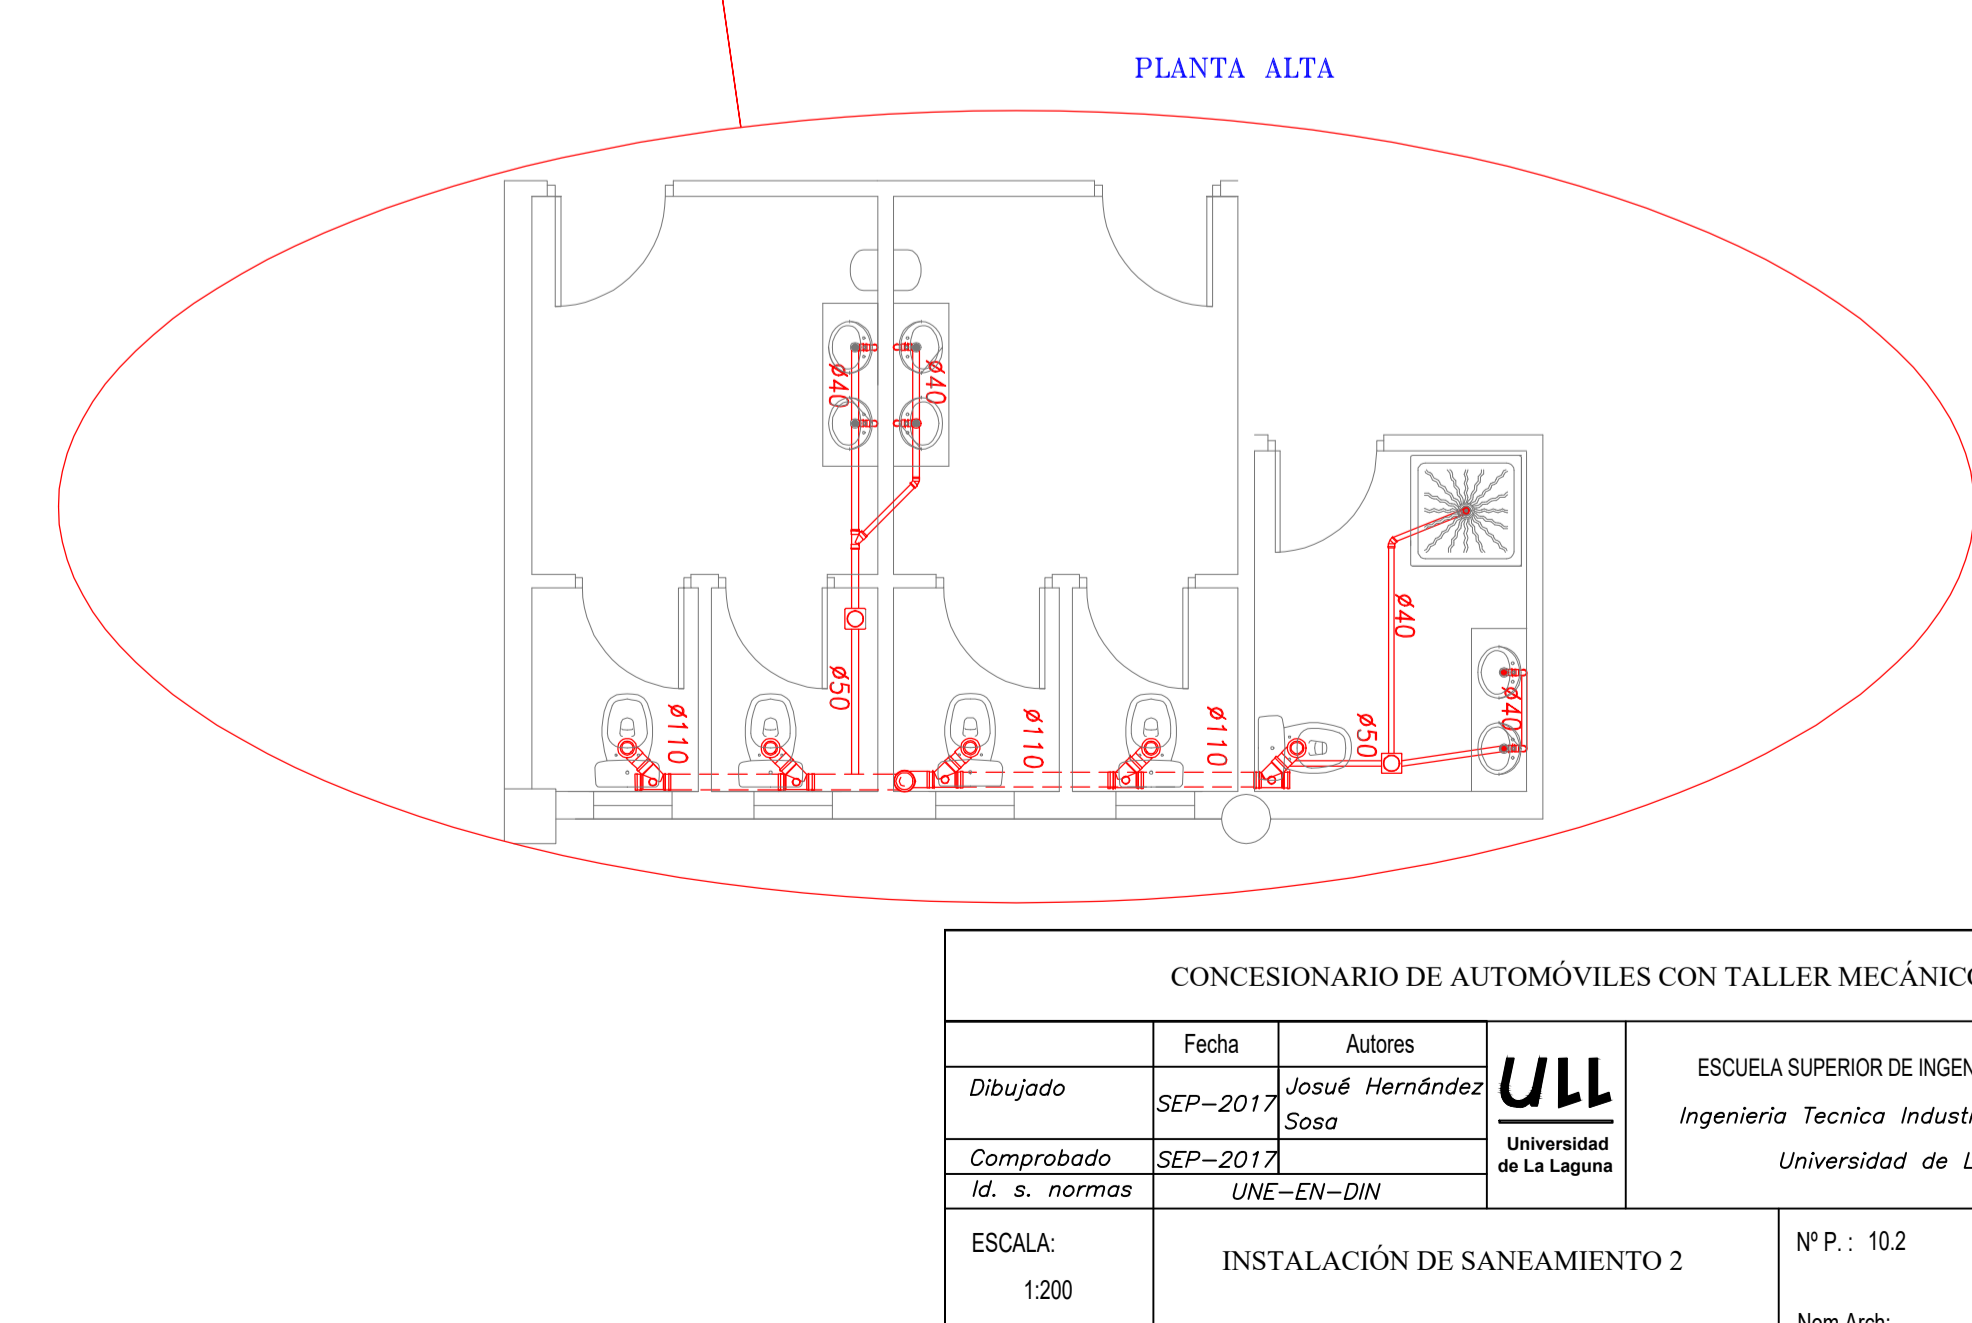 PLANTA ALTA
ø40
ø40
ø40
ø50
ø40
ø110
ø110
ø110
ø50
CONCESIONARIO DE AUTOMÓVILES CON TALLER MECÁNICO
Fecha
Autores
Dibujado
SEP-2017
Josué Hernández
Sosa
Comprobado
SEP-2017
Id. s. normas
UNE-EN-DIN
ULL
Universidad
de La Laguna
ESCUELA SUPERIOR DE INGEN
Ingenieria Tecnica Industr
Universidad de L
ESCALA:
1:200
INSTALACIÓN DE SANEAMIENTO 2
Nº P. : 10.2
Nom.Arch: